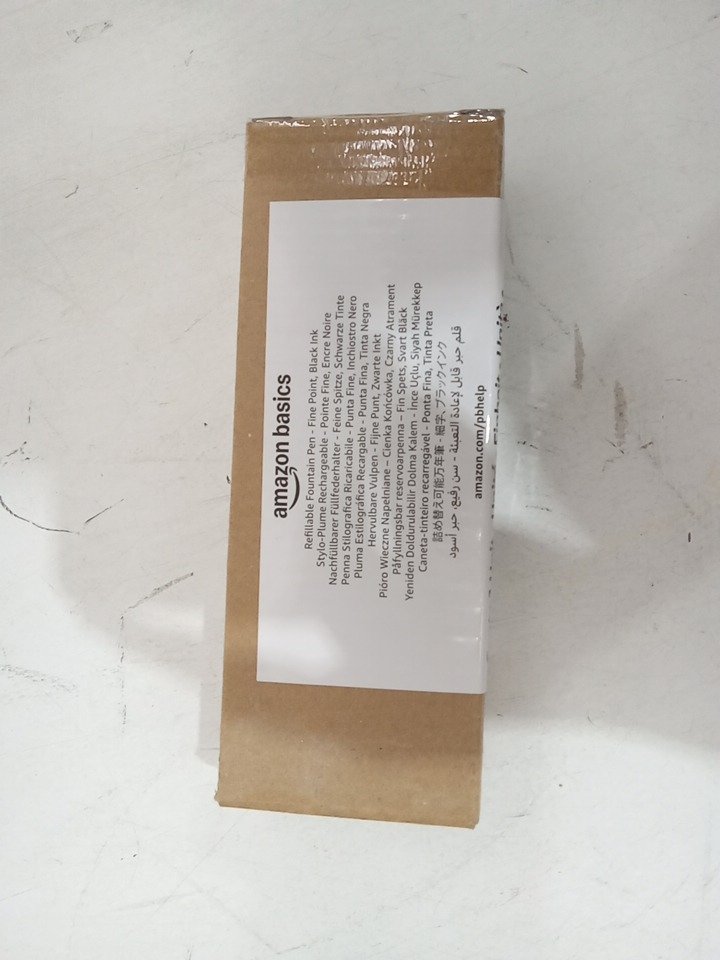 amazon basics
Refillable Fountain Pen - Fine Point, Black Ink
Stylo-Plume Rechargeable - Pointe Fine, Encre Noire
Nachfüllbarer Füllfederhalter - Feine Spitze, Schwarze Tinte
Penna Stilografica Ricaricabile - Punta Fine, Inchiostro Nero
Pluma Estilográfica Recargable - Punta Fina, Tinta Negra
Hervulbare Vulpen - Fijne Punt, Zwarte Inkt
Pióro Wieczne Napełnlane – Cienka Końcówka, Czarny Atrament
Påfyllningsbar reservoarpenna – Fin Spets, Svart Bläck
Yeniden Doldurulabilir Dolma Kalem - İnce Uçlu, Siyah Mürekkep
Caneta-tinteiro recarregável - Ponta Fina, Tinta Preta
詰め替え可能万年筆 - 細字、ブラックインク
قلم حبر قابل لإعادة التعبئة - سن رفيع، حبر أسود
amazon.com/pbhelp